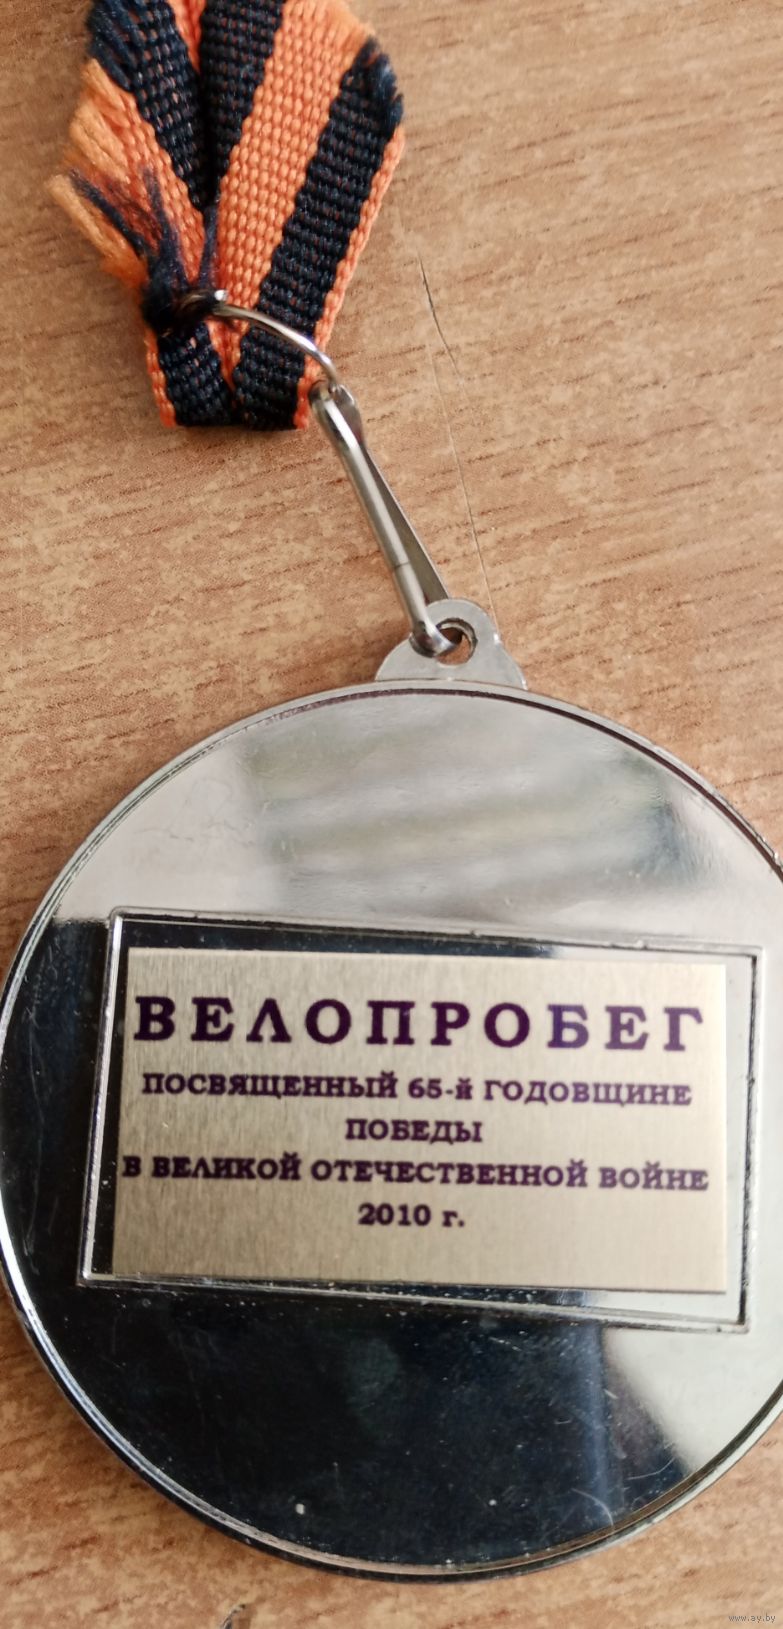 ВЕЛОПРОБЕГ
ПОСВЯЩЕННЫЙ 65-й ГОДОВЩИНЕ
ПОБЕДЫ
В ВЕЛИКОЙ ОТЕЧЕСТВЕННОЙ ВОЙНЕ
2010 г.
www.ay.by